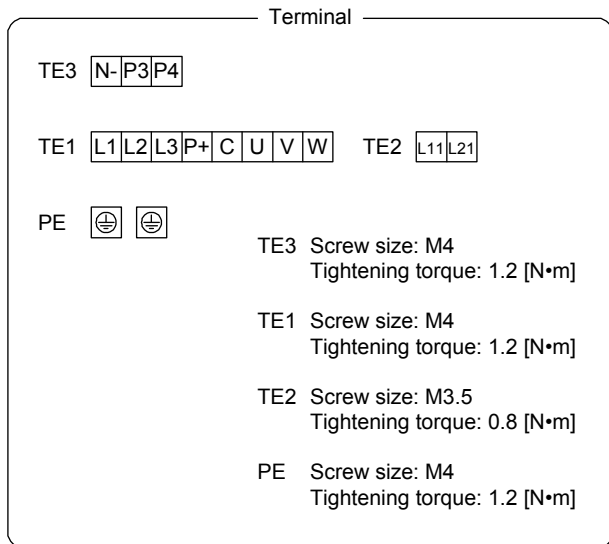 Terminal
TE3 N- P3 P4
TE1 L1 L2 L3 P+ C U V W TE2 L11 L21
PE
TE3 Screw size: M4
Tightening torque: 1.2 [N•m]
TE1 Screw size: M4
Tightening torque: 1.2 [N•m]
TE2 Screw size: M3.5
Tightening torque: 0.8 [N•m]
PE Screw size: M4
Tightening torque: 1.2 [N•m]